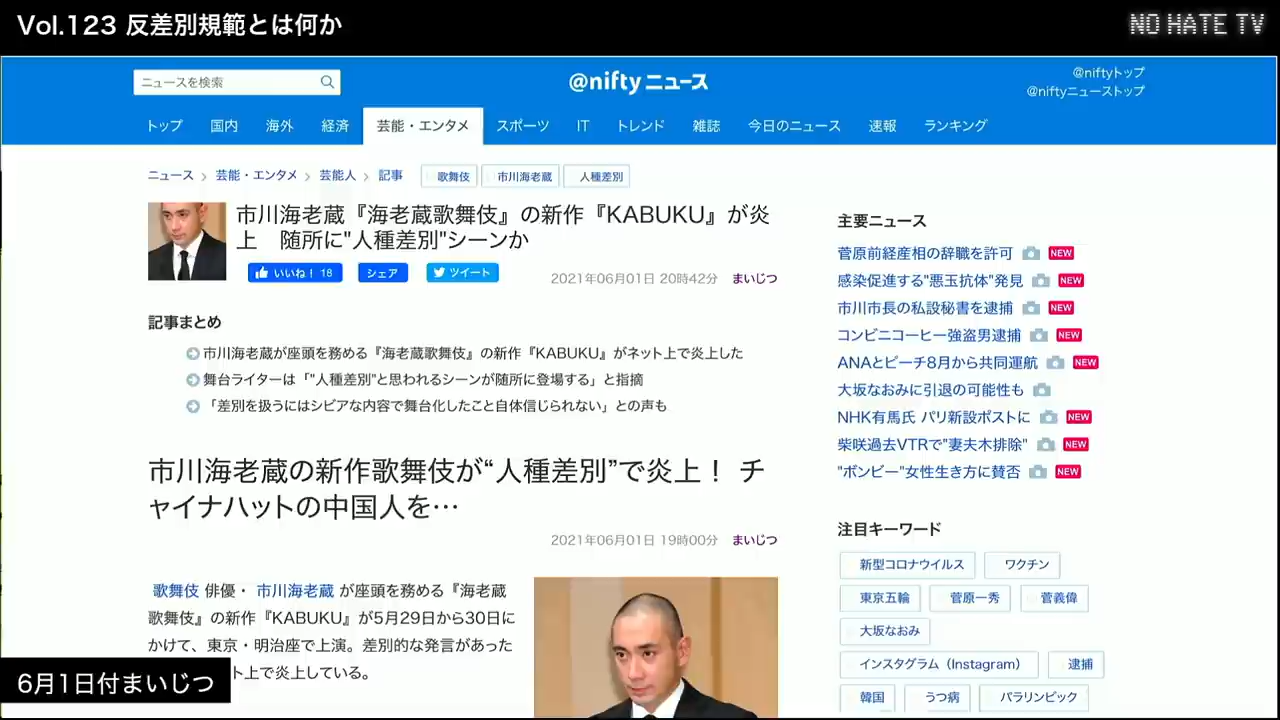 Vol.123 反差別規範とは何か
NO HATE TV
ニュースを検索
@nifty ニュース
@niftyトップ
@niftyニューストップ
トップ 国内 海外 経済 芸能・エンタメ スポーツ IT トレンド 雑誌 今日のニュース 速報 ランキング
ニュース > 芸能・エンタメ > 芸能人 > 記事 歌舞伎 市川海老蔵 人種差別
市川海老蔵『海老蔵歌舞伎』の新作『KABUKU』が炎
上 随所に"人種差別"シーンか
いいね! 18 シェア ツイート
2021年06月01日 20時42分 まいじつ
記事まとめ
市川海老蔵が座頭を務める『海老蔵歌舞伎』の新作『KABUKU』がネット上で炎上した
舞台ライターは「"人種差別"と思われるシーンが随所に登場する」と指摘
「差別を扱うにはシビアな内容で舞台化したこと自体信じられない」との声も
市川海老蔵の新作歌舞伎が“人種差別”で炎上! チ
ャイナハットの中国人を…
2021年06月01日 19時00分 まいじつ
歌舞伎 俳優・ 市川海老蔵 が座頭を務める『海老蔵
歌舞伎』の新作『KABUKU』が5月29日から30日に
かけて、東京・明治座で上演。差別的な発言があった
ト上で炎上している。
6月1日付まいじつ
主要ニュース
菅原前経産相の辞職を許可 NEW
感染促進する"悪玉抗体"発見 NEW
市川市長の私設秘書を逮捕 NEW
コンビニコーヒー強盗男逮捕 NEW
ANAとピーチ8月から共同運航 NEW
大坂なおみに引退の可能性も
NHK有馬氏 パリ新設ポストに NEW
柴咲過去VTRで"妻夫木排除" NEW
"ボンビー"女性生き方に賛否 NEW
注目キーワード
新型コロナウイルス ワクチン
東京五輪 菅原一秀 菅義偉
大坂なおみ
インスタグラム（Instagram） 逮捕
韓国 うつ病 パラリンピック